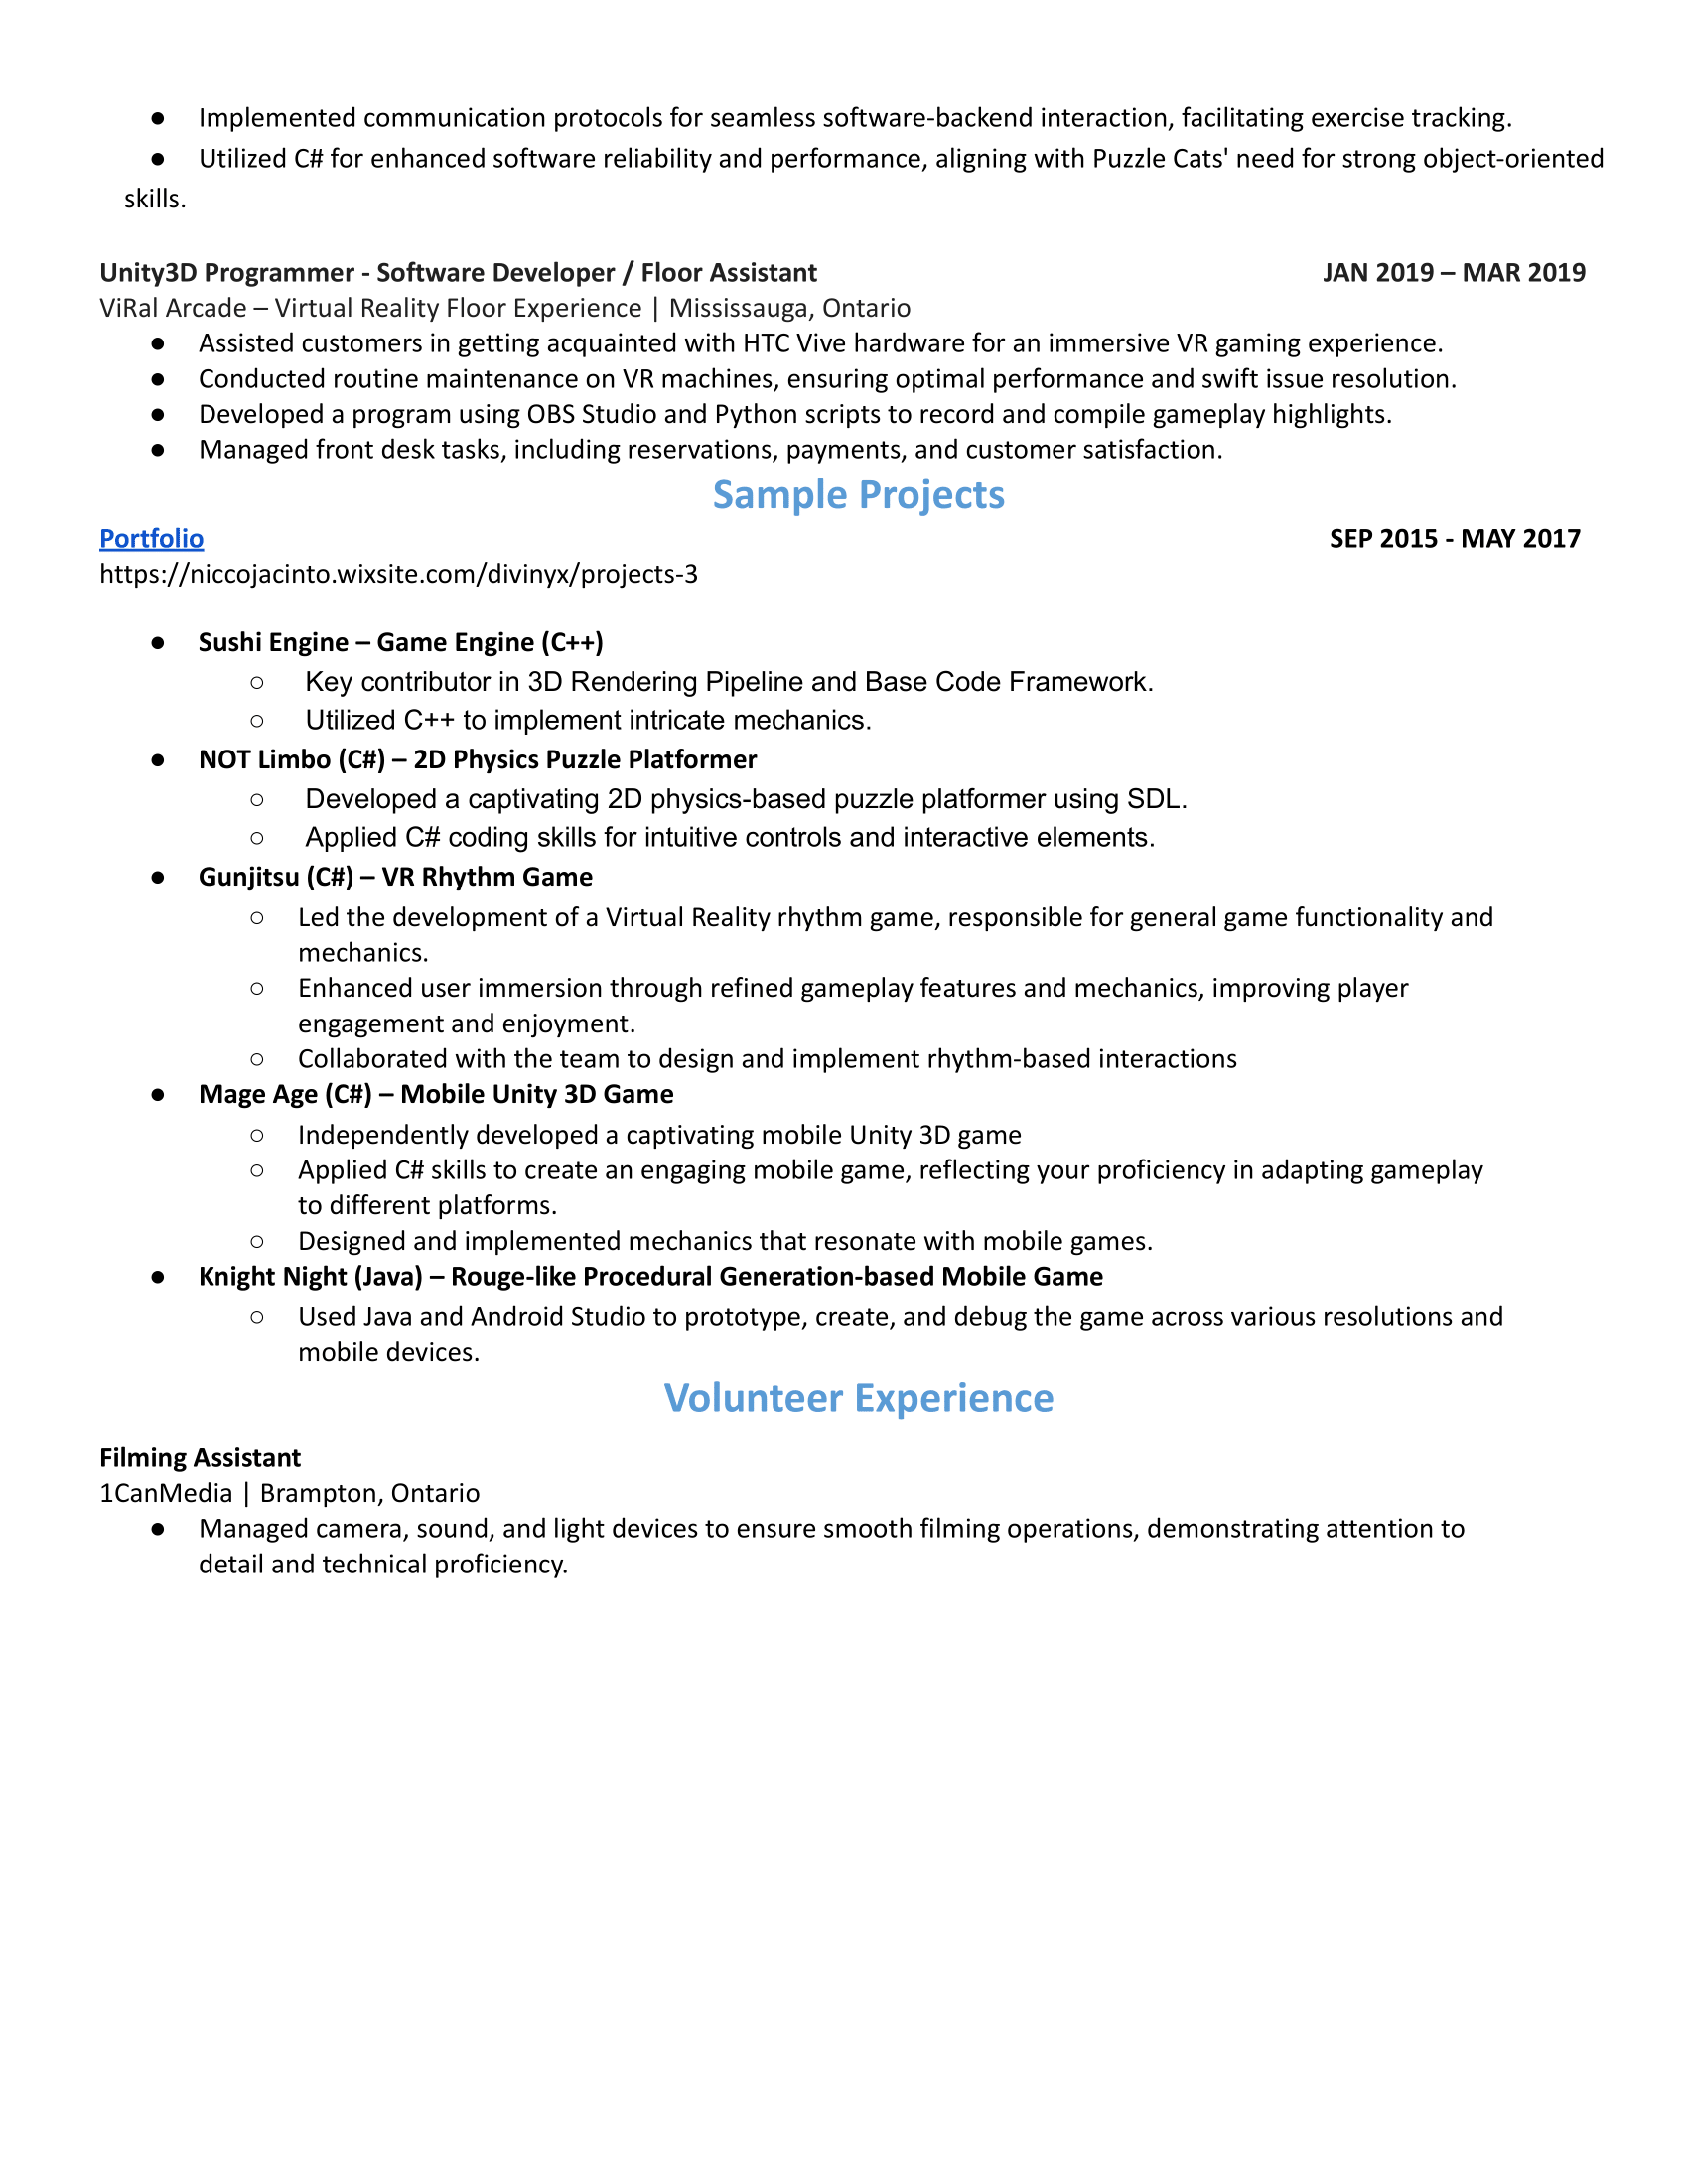 ● Implemented communication protocols for seamless software-backend interaction, facilitating exercise tracking.
● Utilized C# for enhanced software reliability and performance, aligning with Puzzle Cats' need for strong object-oriented
skills.
Unity3D Programmer - Software Developer / Floor Assistant JAN 2019 – MAR 2019
ViRal Arcade – Virtual Reality Floor Experience | Mississauga, Ontario
● Assisted customers in getting acquainted with HTC Vive hardware for an immersive VR gaming experience.
● Conducted routine maintenance on VR machines, ensuring optimal performance and swift issue resolution.
● Developed a program using OBS Studio and Python scripts to record and compile gameplay highlights.
● Managed front desk tasks, including reservations, payments, and customer satisfaction.
Sample Projects
Portfolio SEP 2015 - MAY 2017
https://niccojacinto.wixsite.com/divinyx/projects-3
● Sushi Engine – Game Engine (C++)
○ Key contributor in 3D Rendering Pipeline and Base Code Framework.
○ Utilized C++ to implement intricate mechanics.
● NOT Limbo (C#) – 2D Physics Puzzle Platformer
○ Developed a captivating 2D physics-based puzzle platformer using SDL.
○ Applied C# coding skills for intuitive controls and interactive elements.
● Gunjitsu (C#) – VR Rhythm Game
○ Led the development of a Virtual Reality rhythm game, responsible for general game functionality and
mechanics.
○ Enhanced user immersion through refined gameplay features and mechanics, improving player
engagement and enjoyment.
○ Collaborated with the team to design and implement rhythm-based interactions
● Mage Age (C#) – Mobile Unity 3D Game
○ Independently developed a captivating mobile Unity 3D game
○ Applied C# skills to create an engaging mobile game, reflecting your proficiency in adapting gameplay
to different platforms.
○ Designed and implemented mechanics that resonate with mobile games.
● Knight Night (Java) – Rouge-like Procedural Generation-based Mobile Game
○ Used Java and Android Studio to prototype, create, and debug the game across various resolutions and
mobile devices.
Volunteer Experience
Filming Assistant
1CanMedia | Brampton, Ontario
● Managed camera, sound, and light devices to ensure smooth filming operations, demonstrating attention to
detail and technical proficiency.